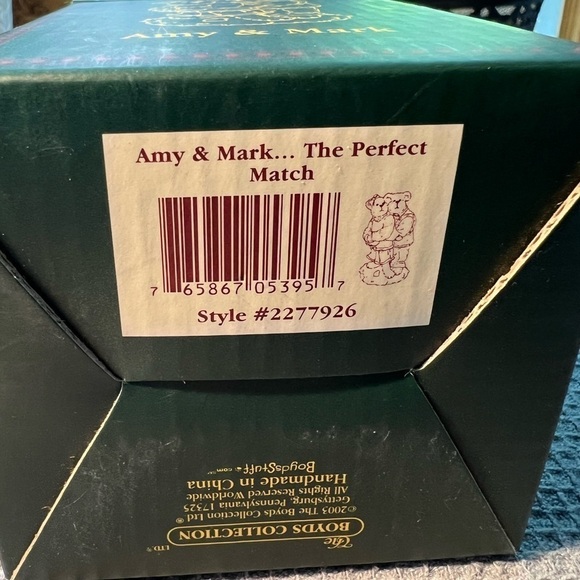 Amy & Mark
Amy & Mark... The Perfect
Match
7 65867 05395 7
Style #2277926
The
BOYDS COLLECTION LTD.®
©2003 The Boyds Collection Ltd.®
Gettysburg, Pennsylvania 17325
All Rights Reserved Worldwide
Handmade in China
BoydsStuff.com™